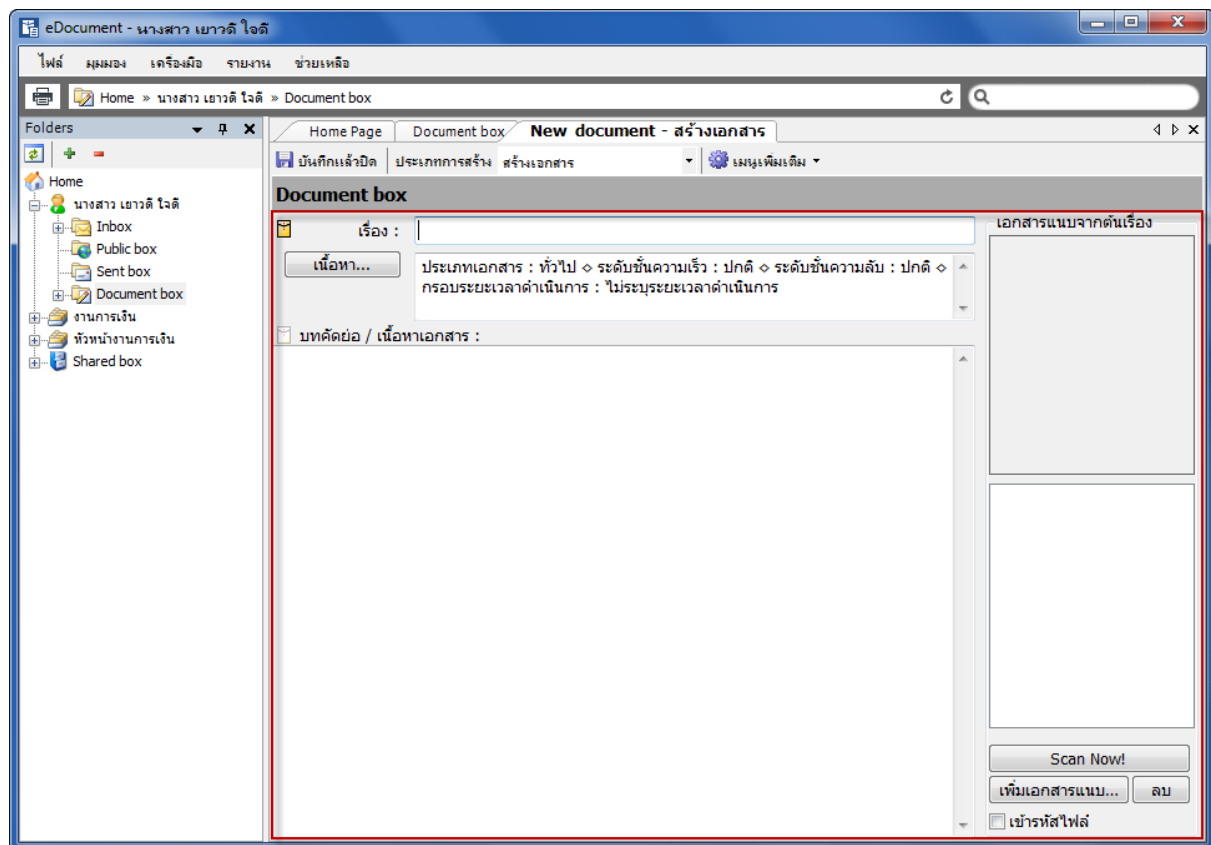 eDocument - นางสาว เยาวดี ใจดี
ไฟล์ มุมมอง เครื่องมือ รายงาน ช่วยเหลือ
Home » นางสาว เยาวดี ใจดี » Document box
Folders
Home
นางสาว เยาวดี ใจดี
Inbox
Public box
Sent box
Document box
งานการเงิน
หัวหน้างานการเงิน
Shared box
Home Page Document box New document - สร้างเอกสาร
บันทึกแล้วปิด ประเภทการสร้าง สร้างเอกสาร เมนูเพิ่มเติม
Document box
เรื่อง :
เนื้อหา...
ประเภทเอกสาร : ทั่วไป ◇ ระดับชั้นความเร็ว : ปกติ ◇ ระดับชั้นความลับ : ปกติ ◇
กรอบระยะเวลาดำเนินการ : ไม่ระบุระยะเวลาดำเนินการ
บทคัดย่อ / เนื้อหาเอกสาร :
เอกสารแนบจากต้นเรื่อง
Scan Now!
เพิ่มเอกสารแนบ... ลบ
เข้ารหัสไฟล์